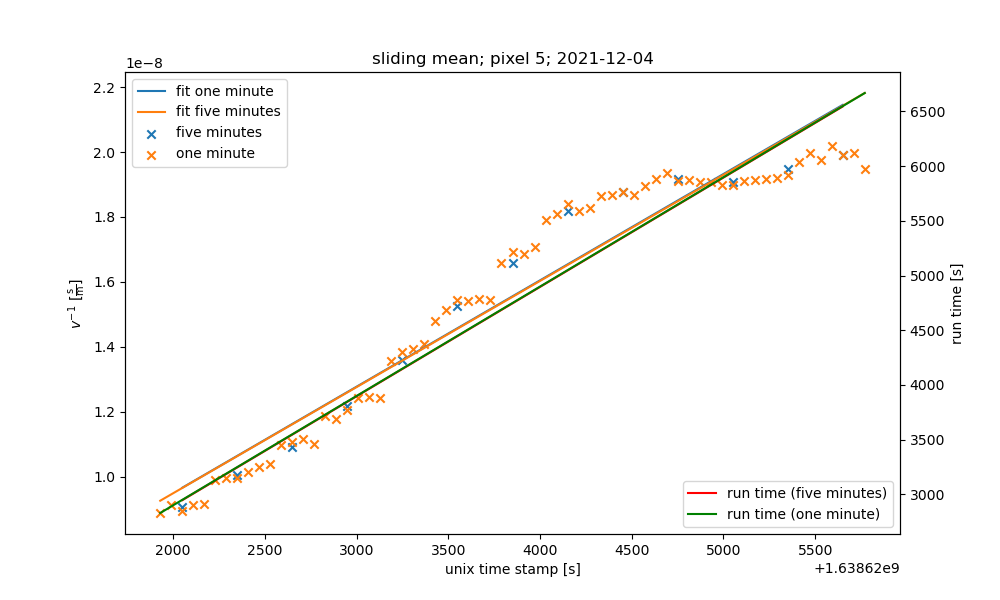 sliding mean; pixel 5; 2021-12-04
1e−8
fit one minute
fit five minutes
five minutes
one minute
2.2
2.0
1.8
1.6
1.4
1.2
1.0
v⁻¹ [s/m]
6500
6000
5500
5000
4500
4000
3500
3000
run time [s]
run time (five minutes)
run time (one minute)
2000 2500 3000 3500 4000 4500 5000 5500
unix time stamp [s]
+1.63862e9